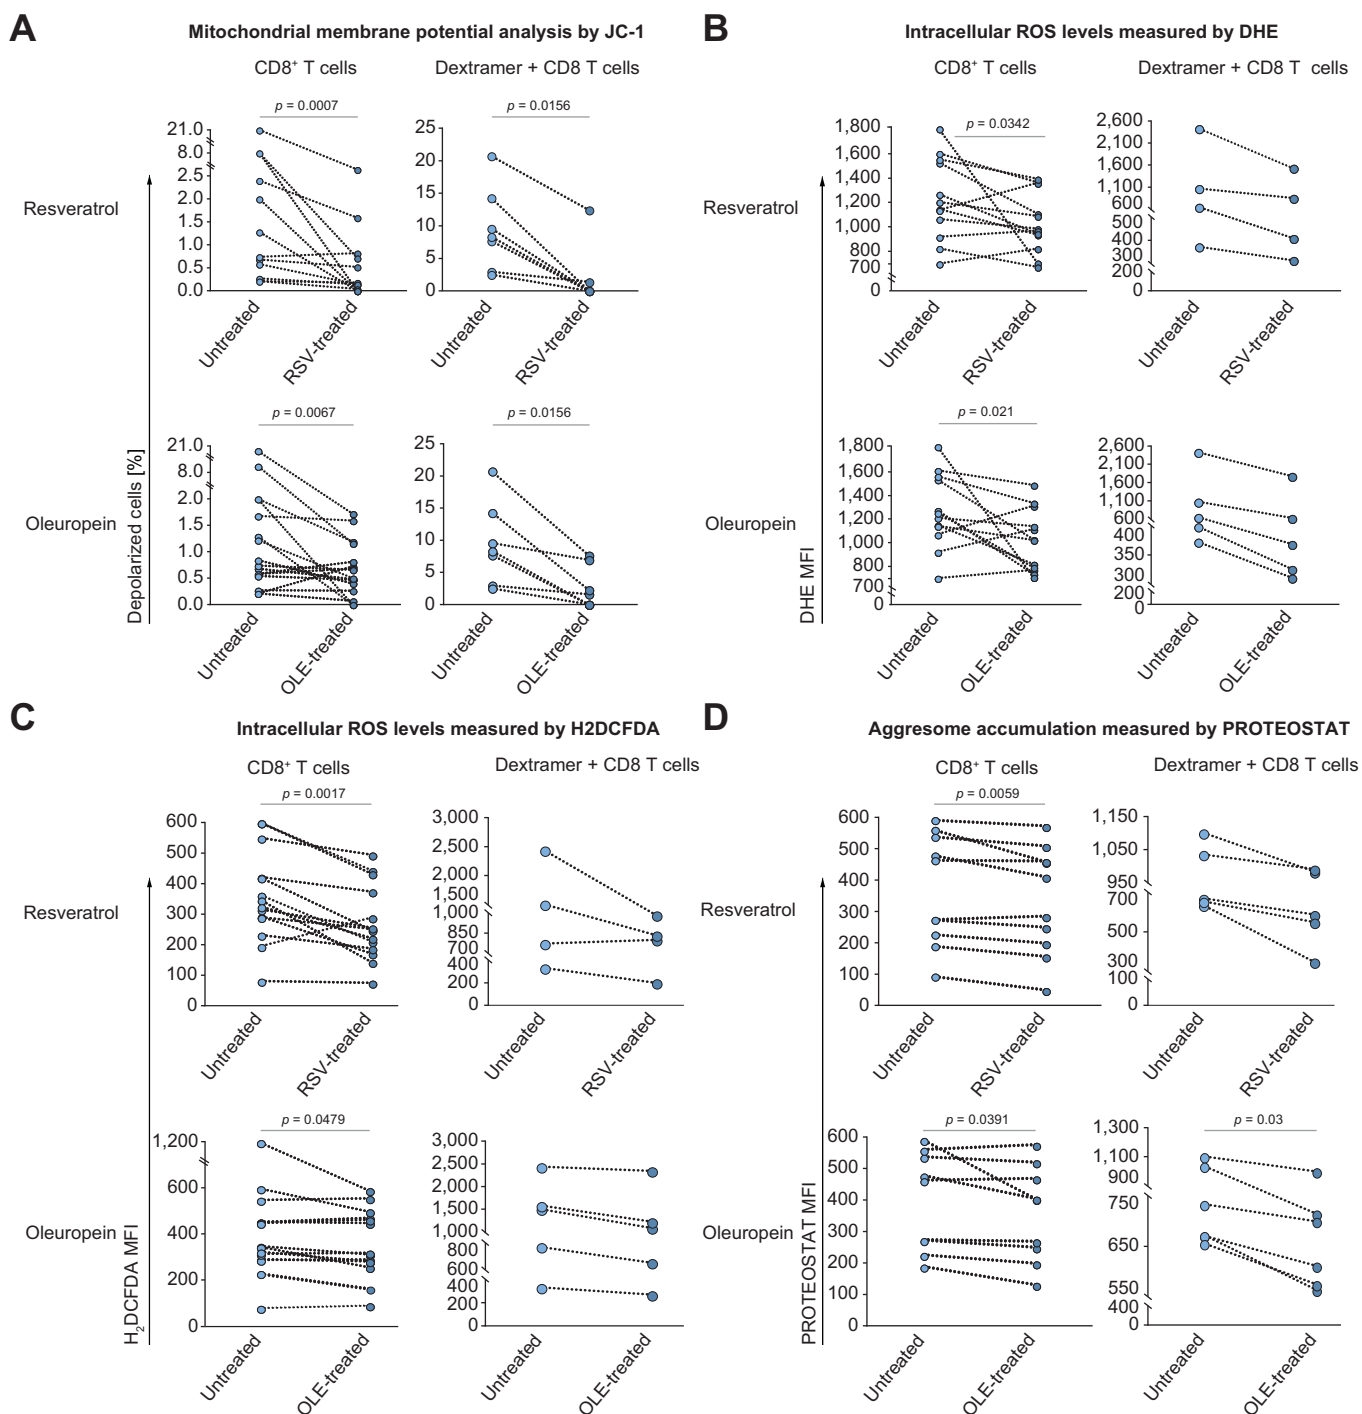 A
Mitochondrial membrane potential analysis by JC-1
CD8+ T cells
Dextramer + CD8 T cells
Resveratrol
p = 0.0007
21.0
8.0
2.5
2.0
1.5
1.0
0.5
0.0
Untreated
RSV-treated
p = 0.0156
25
20
15
10
5
0
Untreated
RSV-treated
Depolarized cells [%]
Oleuropein
p = 0.0067
21.0
8.0
2.0
1.5
1.0
0.5
0.0
Untreated
OLE-treated
p = 0.0156
25
20
15
10
5
0
Untreated
OLE-treated
B
Intracellular ROS levels measured by DHE
CD8+ T cells
Dextramer + CD8 T cells
Resveratrol
p = 0.0342
1,800
1,600
1,400
1,200
1,000
800
700
0
Untreated
RSV-treated
2,600
2,100
1,600
1,100
600
500
400
300
200
0
Untreated
RSV-treated
DHE MFI
Oleuropein
p = 0.021
1,800
1,600
1,400
1,200
1,000
800
700
0
Untreated
OLE-treated
2,600
2,100
1,600
1,100
600
400
350
300
200
0
Untreated
OLE-treated
C
Intracellular ROS levels measured by H2DCFDA
CD8+ T cells
Dextramer + CD8 T cells
Resveratrol
p = 0.0017
600
500
400
300
200
100
0
Untreated
RSV-treated
3,000
2,500
2,000
1,500
1,000
850
700
400
200
0
Untreated
RSV-treated
H2DCFDA MFI
Oleuropein
p = 0.0479
1,200
600
400
200
0
Untreated
OLE-treated
3,000
2,500
2,000
1,500
1,000
800
600
400
200
0
Untreated
OLE-treated
D
Aggresome accumulation measured by PROTEOSTAT
CD8+ T cells
Dextramer + CD8 T cells
Resveratrol
p = 0.0059
600
500
400
300
200
100
0
Untreated
RSV-treated
1,150
1,050
950
700
500
300
100
0
Untreated
RSV-treated
PROTEOSTAT MFI
Oleuropein
p = 0.0391
600
500
400
300
200
100
0
Untreated
OLE-treated
p = 0.03
1,300
1,100
900
750
650
550
400
0
Untreated
OLE-treated